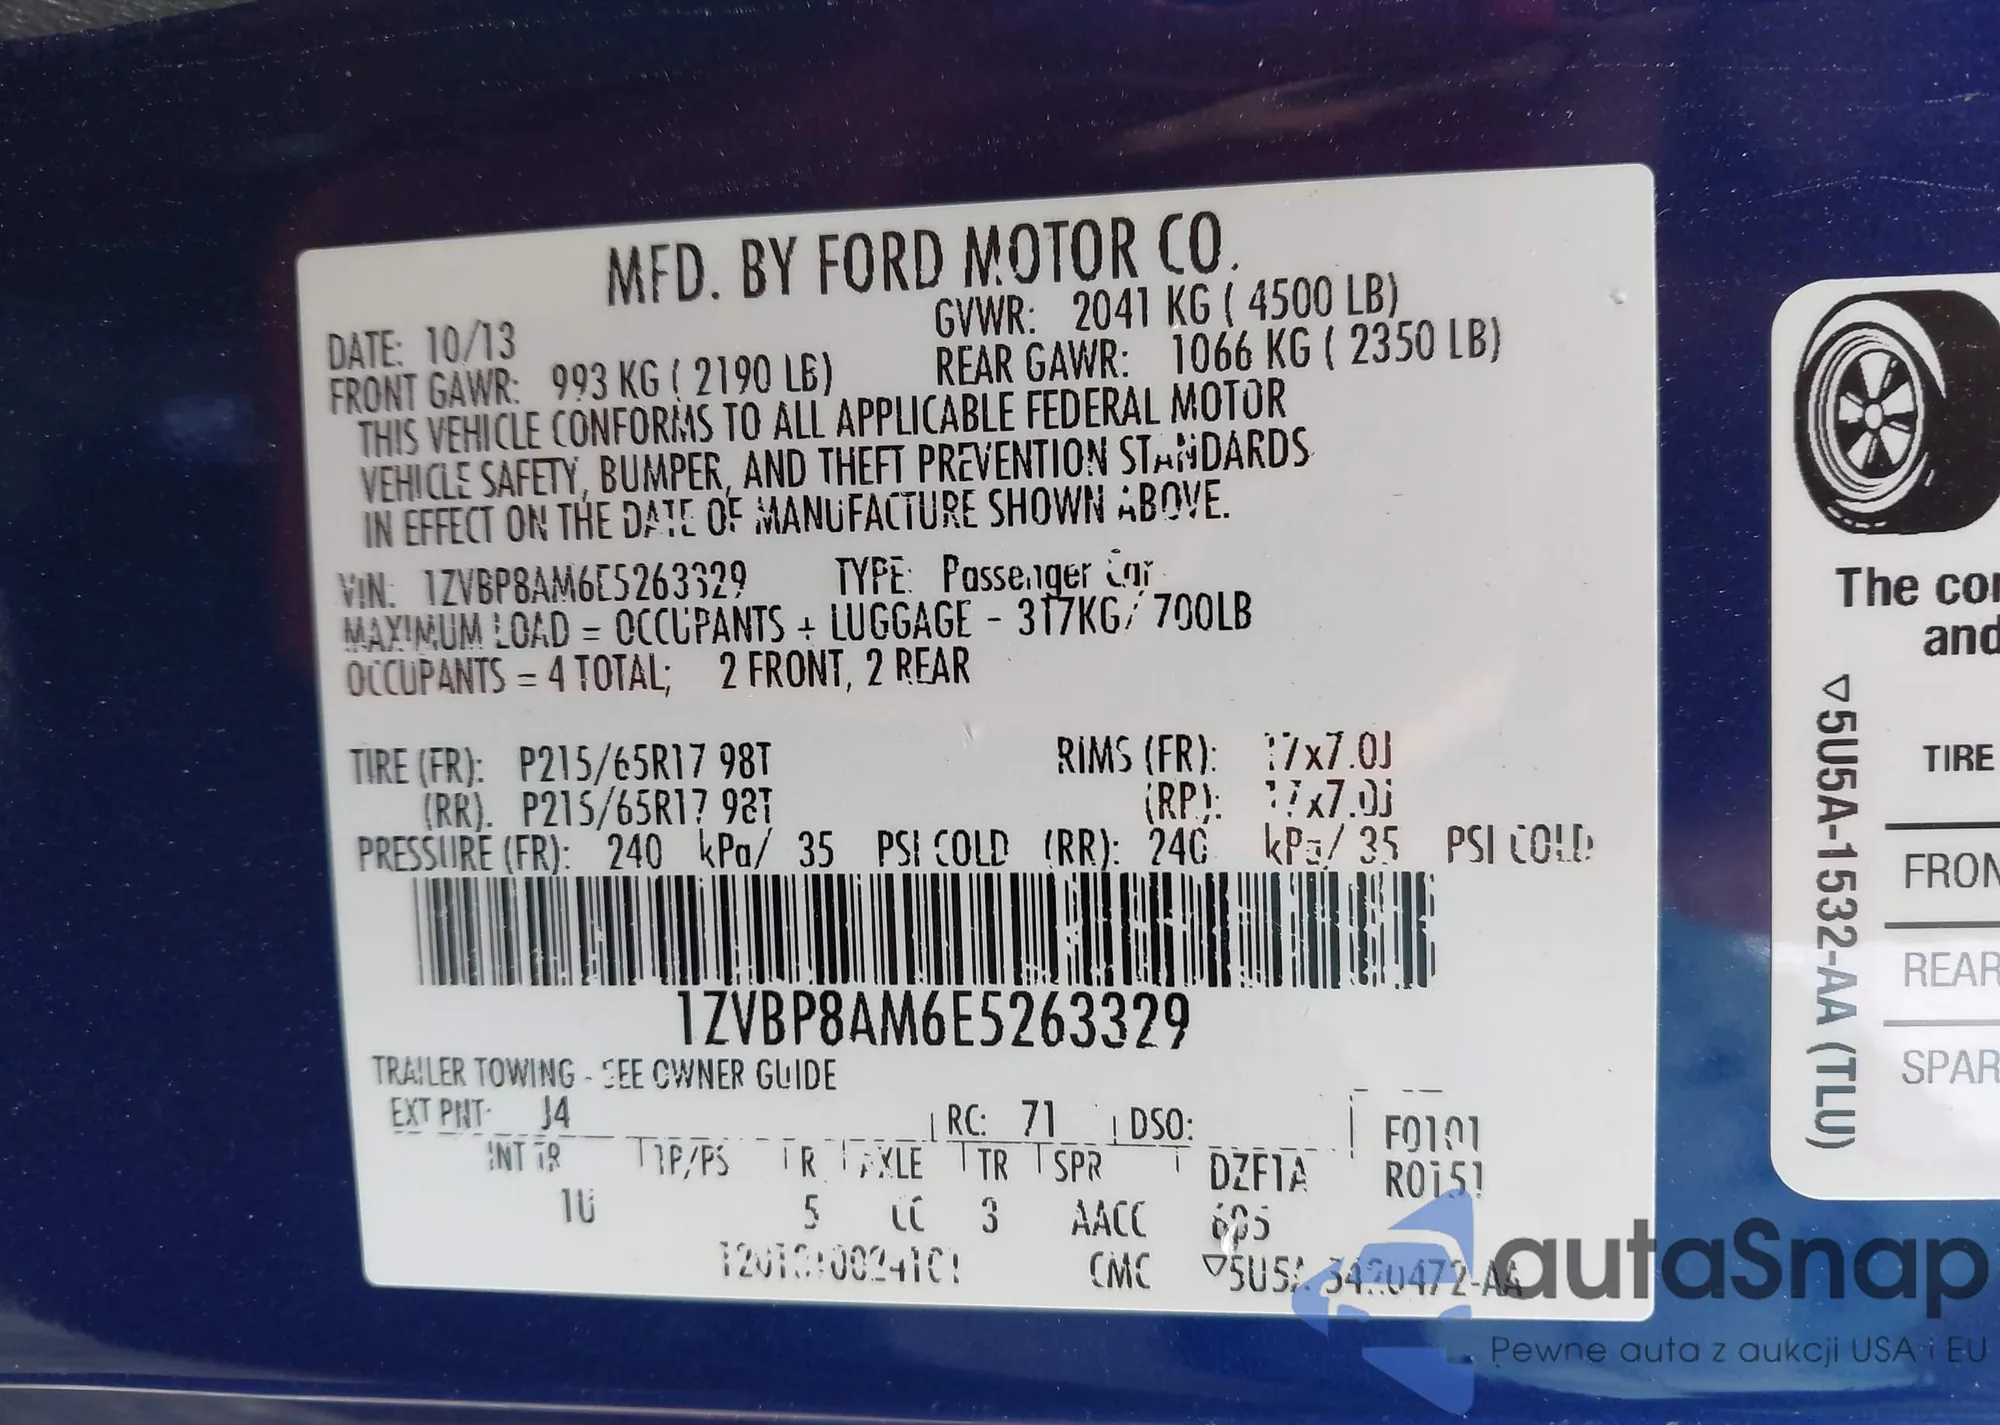 MFD. BY FORD MOTOR CO.
DATE: 10/13 GVWR: 2041 KG ( 4500 LB)
FRONT GAWR: 993 KG ( 2190 LB) REAR GAWR: 1066 KG ( 2350 LB)
THIS VEHICLE CONFORMS TO ALL APPLICABLE FEDERAL MOTOR
VEHICLE SAFETY, BUMPER, AND THEFT PREVENTION STANDARDS
IN EFFECT ON THE DATE OF MANUFACTURE SHOWN ABOVE.
VIN: 1ZVBP8AM6E5263329 TYPE: Passenger Car
MAXIMUM LOAD = OCCUPANTS + LUGGAGE - 317KG/ 700LB
OCCUPANTS = 4 TOTAL; 2 FRONT, 2 REAR
TIRE (FR): P215/65R17 98T RIMS (FR): 17x7.0J
(RR). P215/65R17 98T (RR): 17x7.0J
PRESSURE (FR): 240 kPa/ 35 PSI COLD (RR): 240 kPa/ 35 PSI COLD
1ZVBP8AM6E5263329
TRAILER TOWING - SEE OWNER GUIDE
EXT PNT: J4 RC: 71 DSO: F0101
INT TR TP/PS R AXLE TR SPR DZF1A R0151
5 CC 3 AACC
CMC
The
and
▽5U5A-1532-AA (TLU)
TIRE
FRON
REAR
SPAR
autaSnap
Pewne auta z aukcji USA i EU